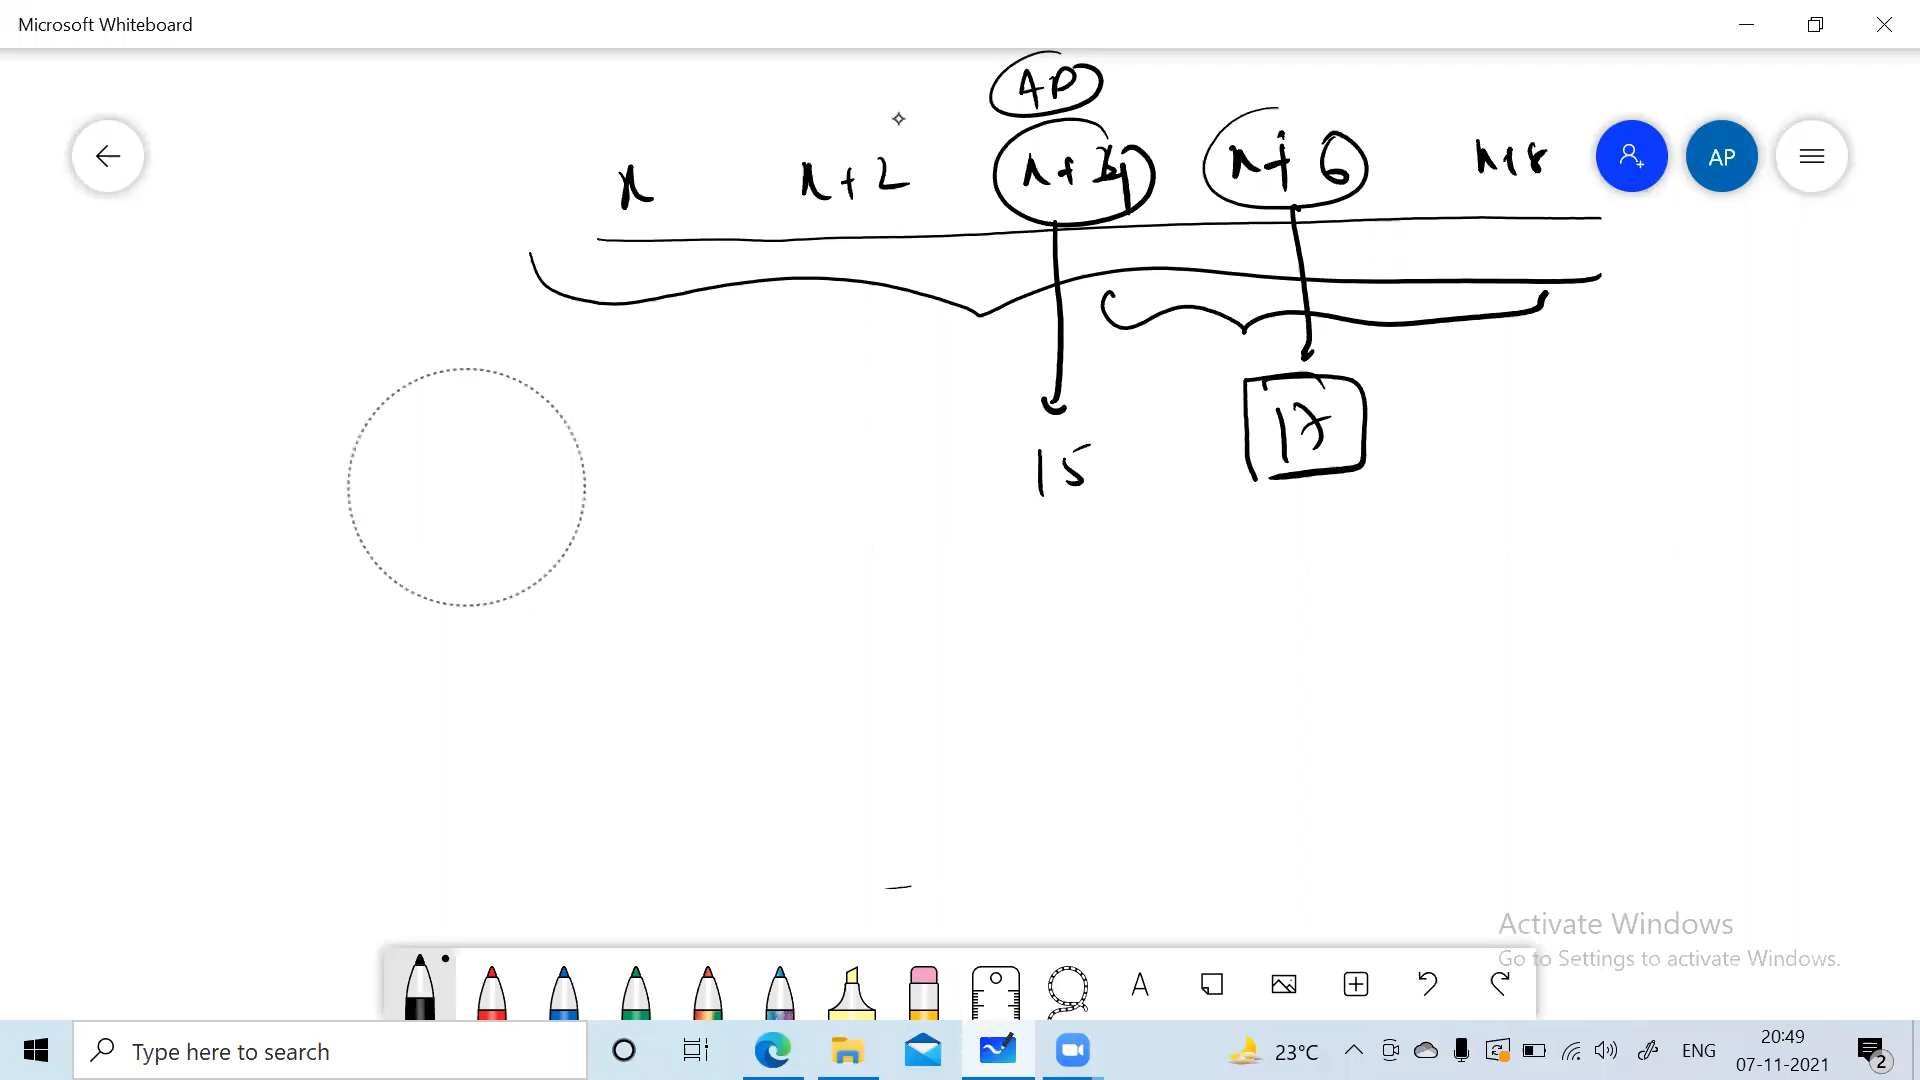 Microsoft Whiteboard
AP
x x+2 x+4 x+6 x+8
AP
17
15
Activate Windows
Go to Settings to activate Windows.
A
Type here to search
23°C
ENG
20:49
07-11-2021
2